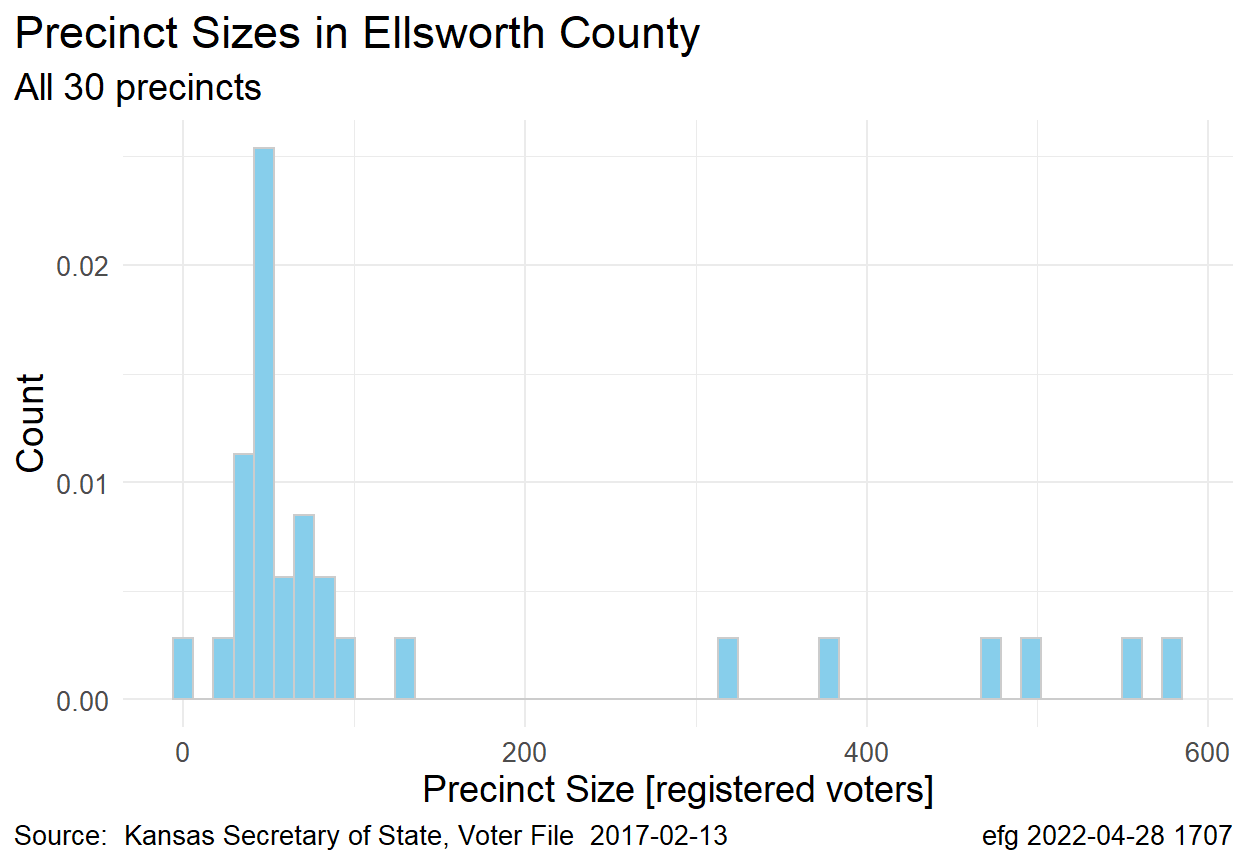 Precinct Sizes in Ellsworth County
All 30 precincts
0.02
0.01
0.00
Count
0 200 400 600
Precinct Size [registered voters]
Source:  Kansas Secretary of State, Voter File  2017-02-13 efg 2022-04-28 1707